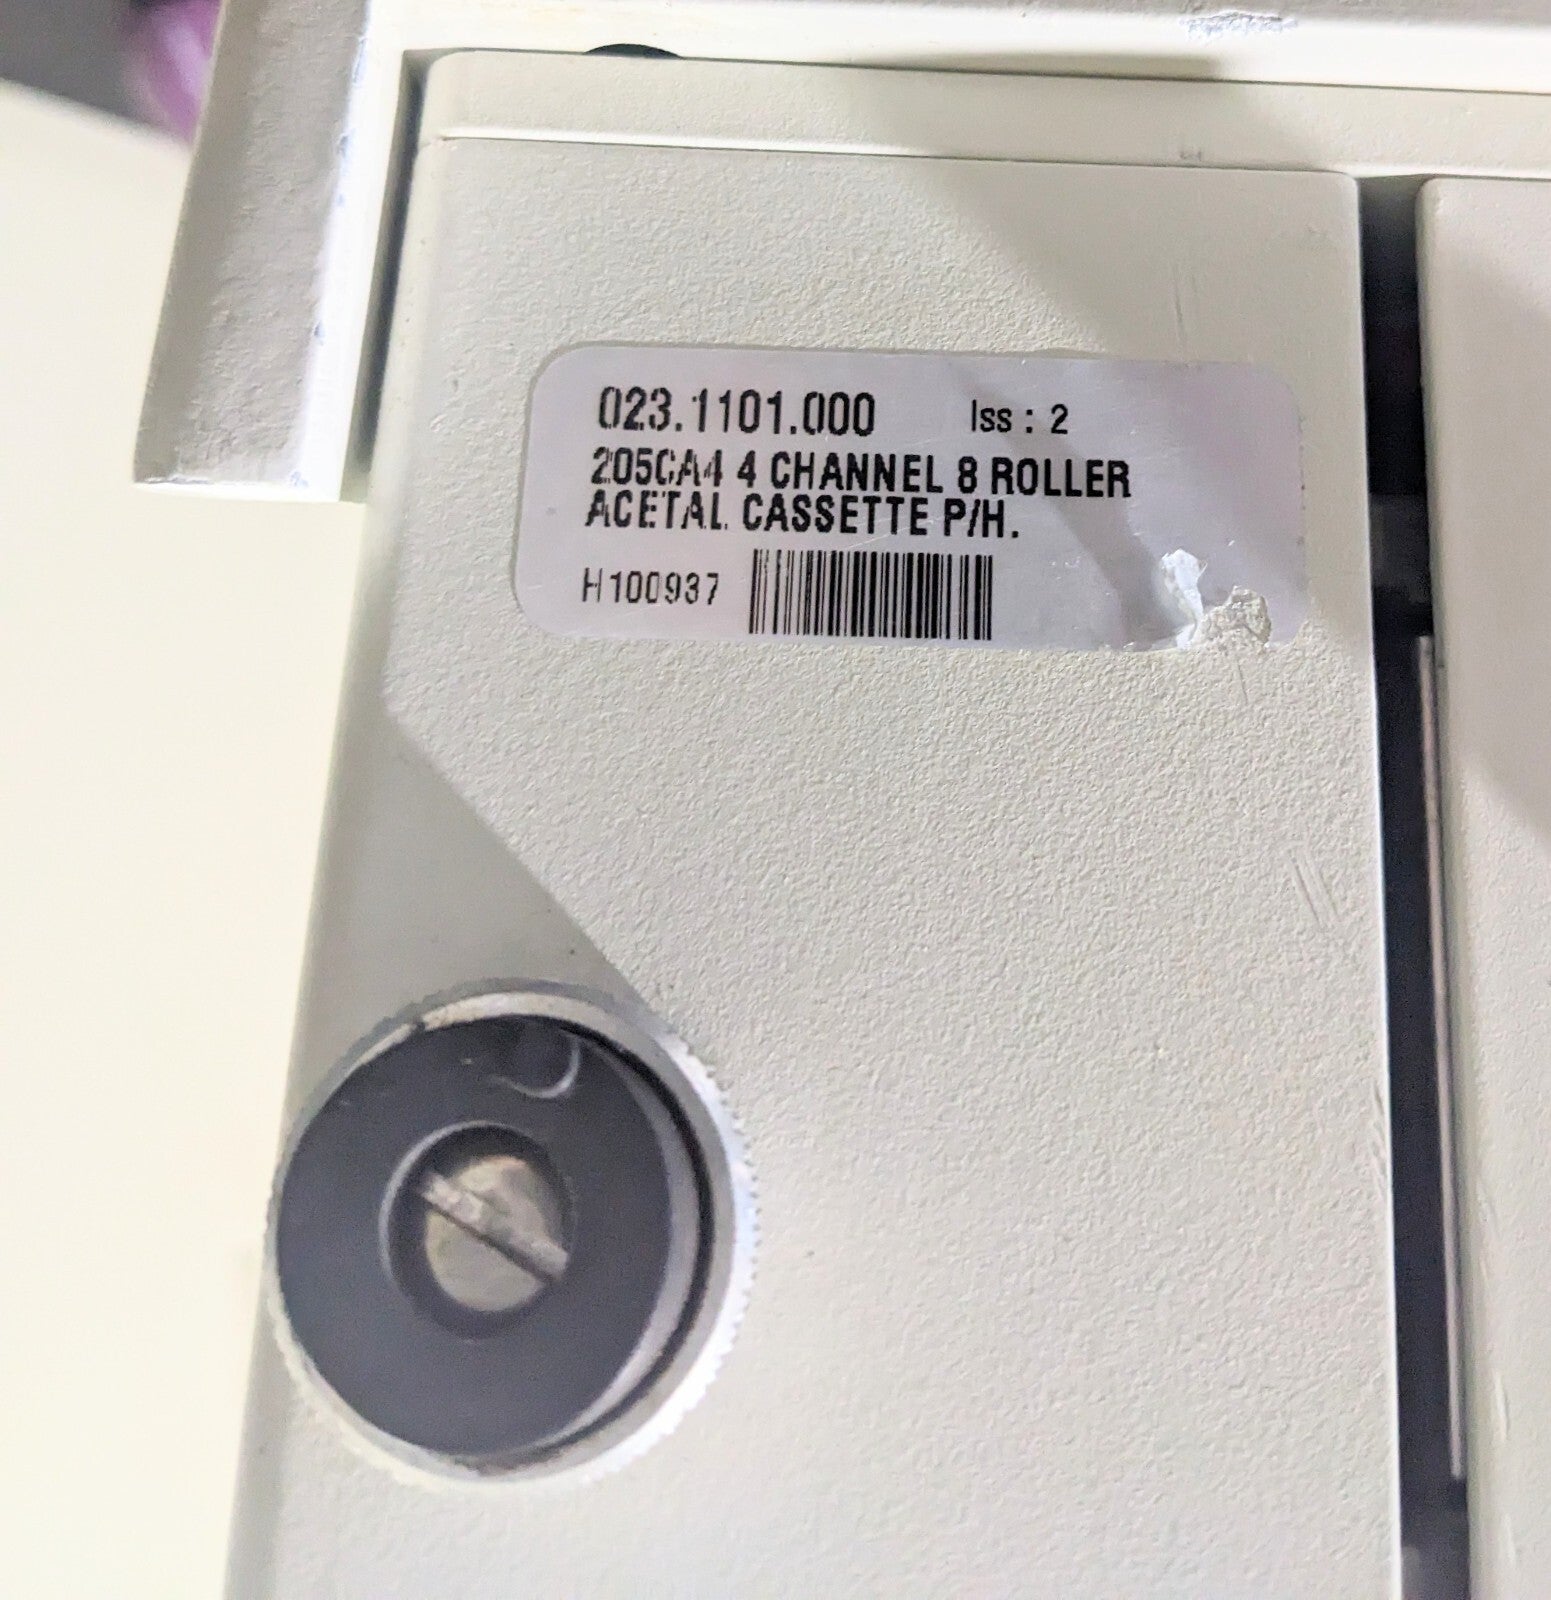 023.1101.000 Iss : 2
205CA4 4 CHANNEL 8 ROLLER
ACETAL CASSETTE P/H.
H100937